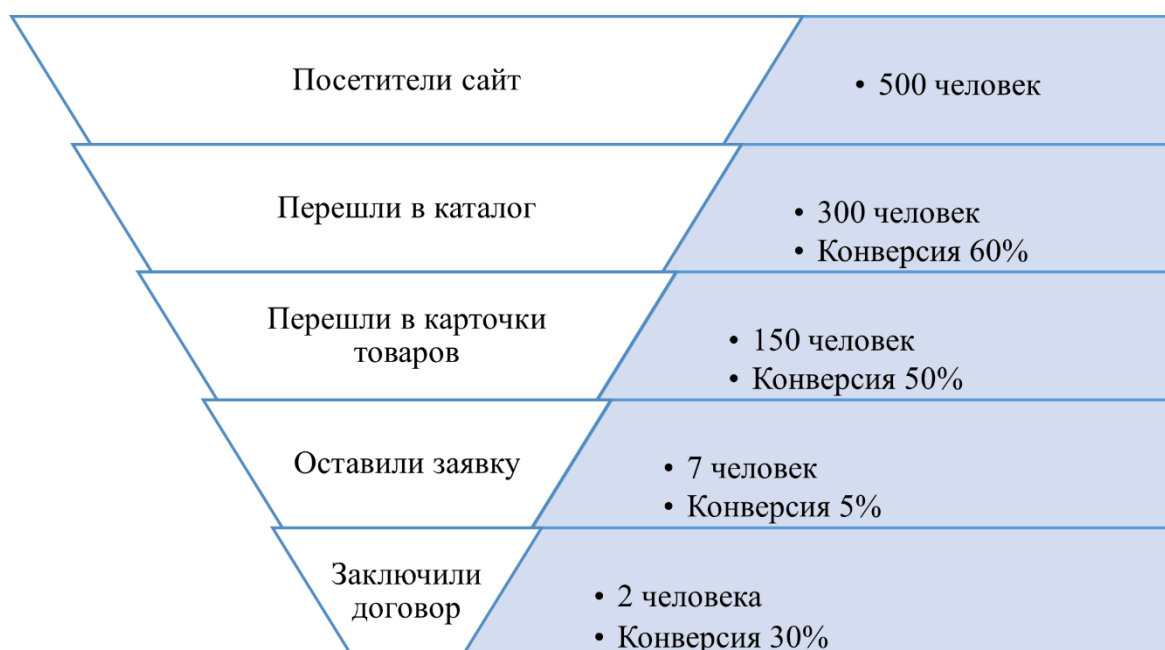 Посетители сайт
• 500 человек
Перешли в каталог
• 300 человек
• Конверсия 60%
Перешли в карточки
товаров
• 150 человек
• Конверсия 50%
Оставили заявку
• 7 человек
• Конверсия 5%
Заключили
договор
• 2 человека
• Конверсия 30%